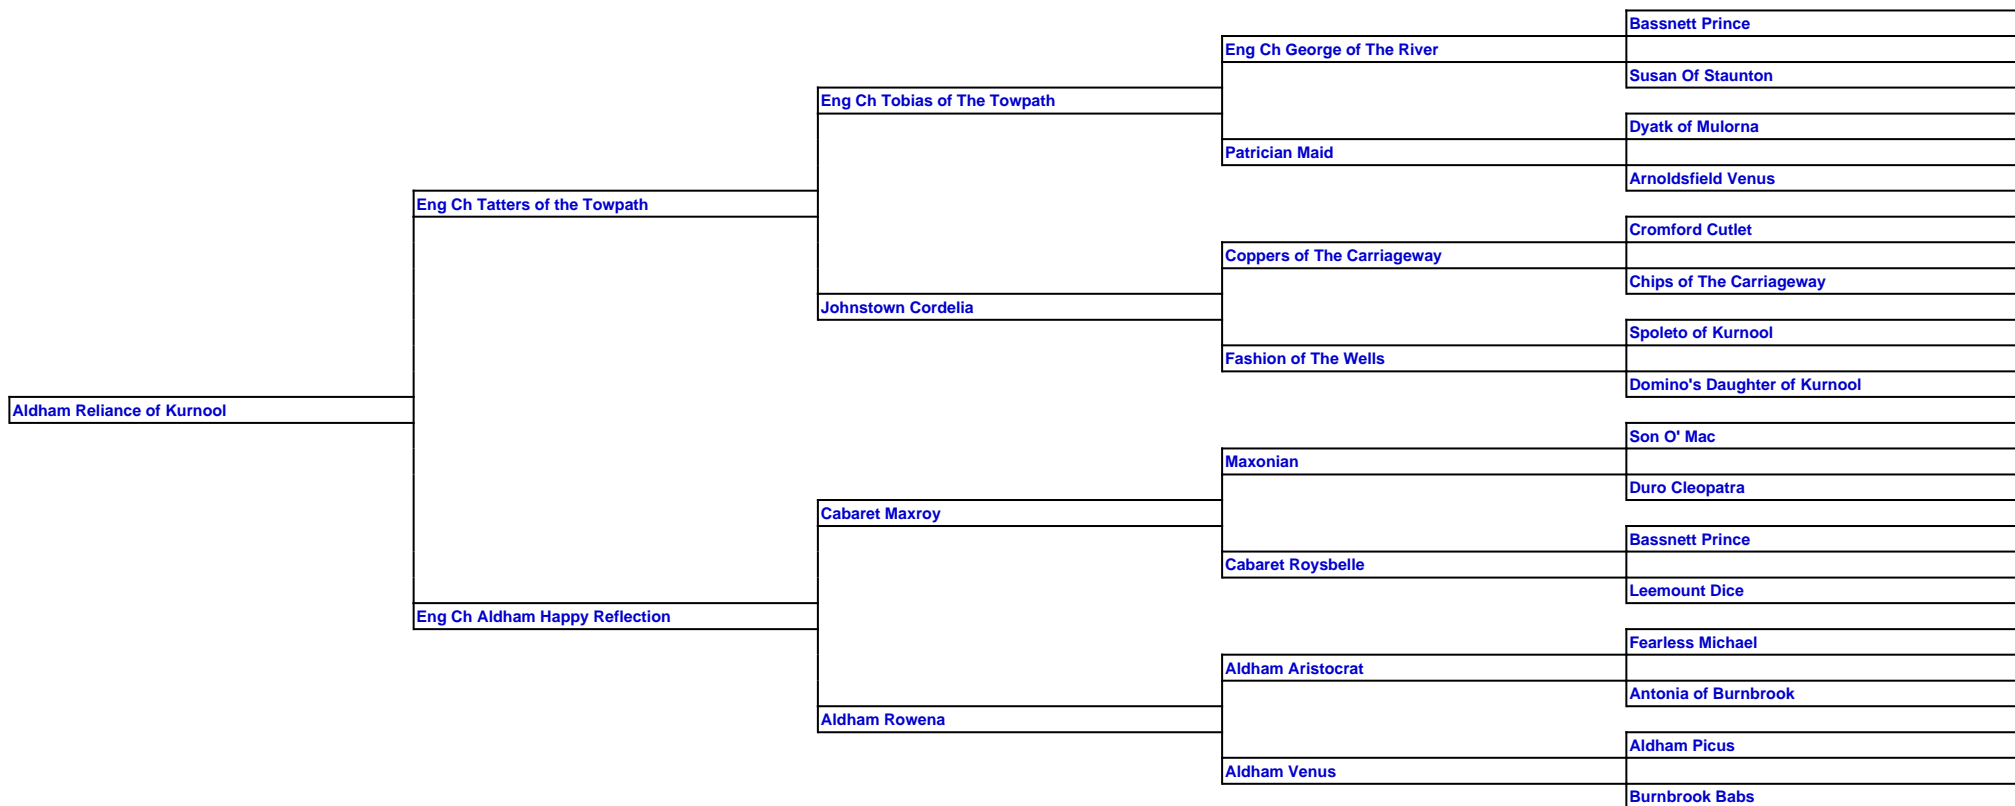 Bassnett Prince
Eng Ch George of The River
Susan Of Staunton
Eng Ch Tobias of The Towpath
Dyatk of Mulorna
Patrician Maid
Arnoldsfield Venus
Eng Ch Tatters of the Towpath
Cromford Cutlet
Coppers of The Carriageway
Chips of The Carriageway
Johnstown Cordelia
Spoleto of Kurnool
Fashion of The Wells
Domino's Daughter of Kurnool
Aldham Reliance of Kurnool
Son O' Mac
Maxonian
Duro Cleopatra
Cabaret Maxroy
Bassnett Prince
Cabaret Roysbelle
Leemount Dice
Eng Ch Aldham Happy Reflection
Fearless Michael
Aldham Aristocrat
Antonia of Burnbrook
Aldham Rowena
Aldham Picus
Aldham Venus
Burnbrook Babs